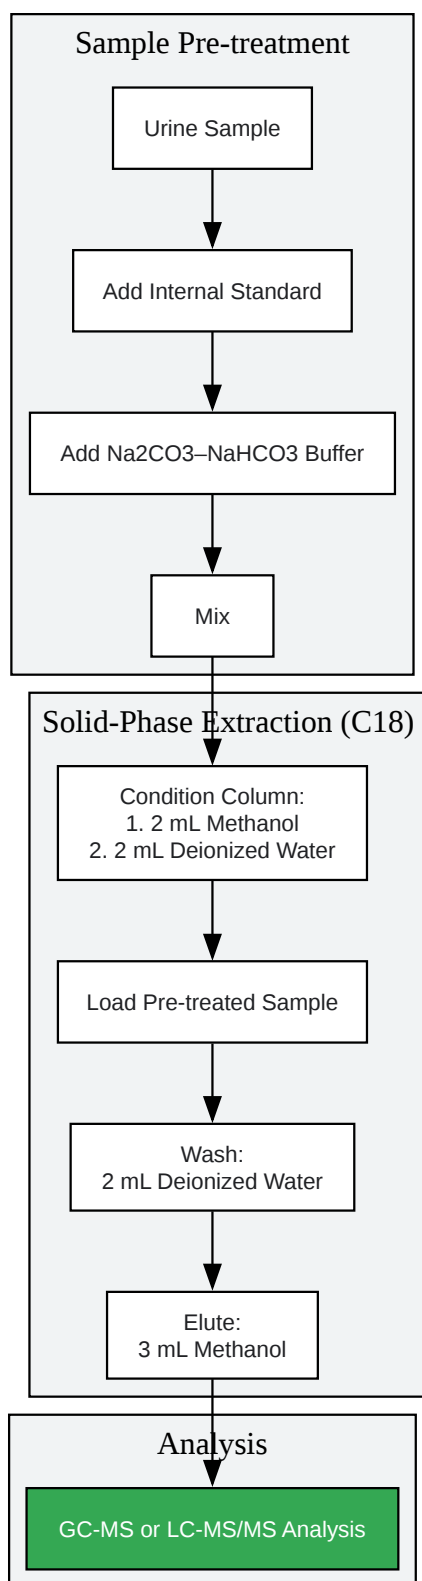 Sample Pre-treatment
Urine Sample
Add Internal Standard
Add Na2CO3–NaHCO3 Buffer
Mix
Solid-Phase Extraction (C18)
Condition Column:
1. 2 mL Methanol
2. 2 mL Deionized Water
Load Pre-treated Sample
Wash:
2 mL Deionized Water
Elute:
3 mL Methanol
Analysis
GC-MS or LC-MS/MS Analysis